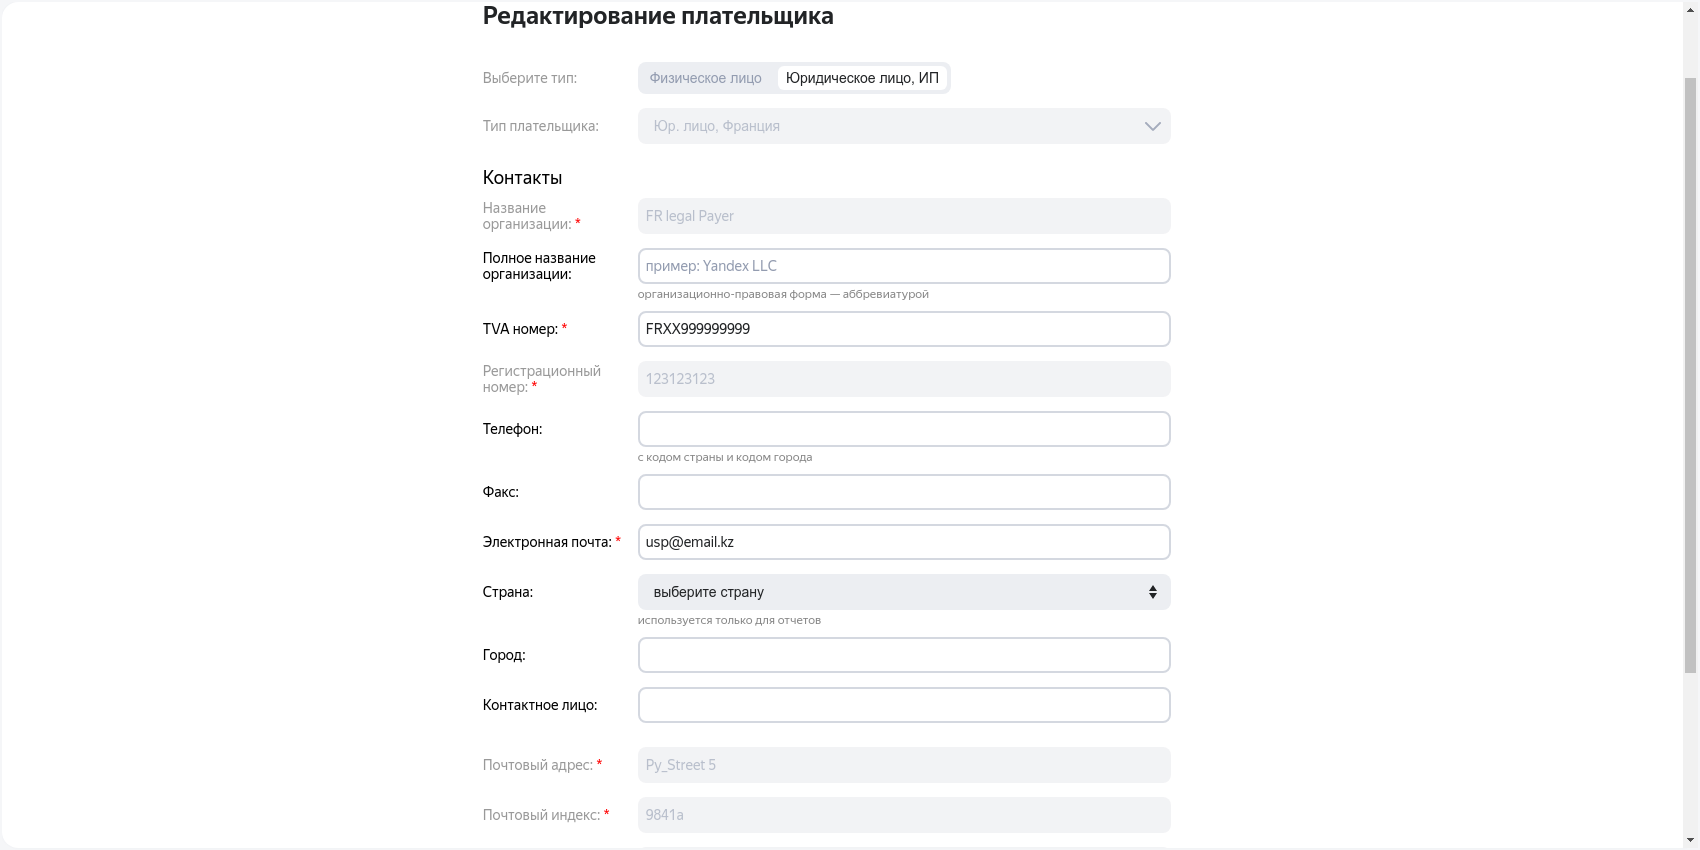 Редактирование плательщика
Выберите тип:
Физическое лицо
Юридическое лицо, ИП
Тип плательщика:
Юр. лицо, Франция
Контакты
Название
организации: *
FR legal Payer
Полное название
организации:
пример: Yandex LLC
организационно-правовая форма — аббревиатурой
TVA номер: *
FRXX999999999
Регистрационный
номер: *
123123123
Телефон:
с кодом страны и кодом города
Факс:
Электронная почта: *
usp@email.kz
Страна:
выберите страну
используется только для отчетов
Город:
Контактное лицо:
Почтовый адрес: *
Py_Street 5
Почтовый индекс: *
9841a